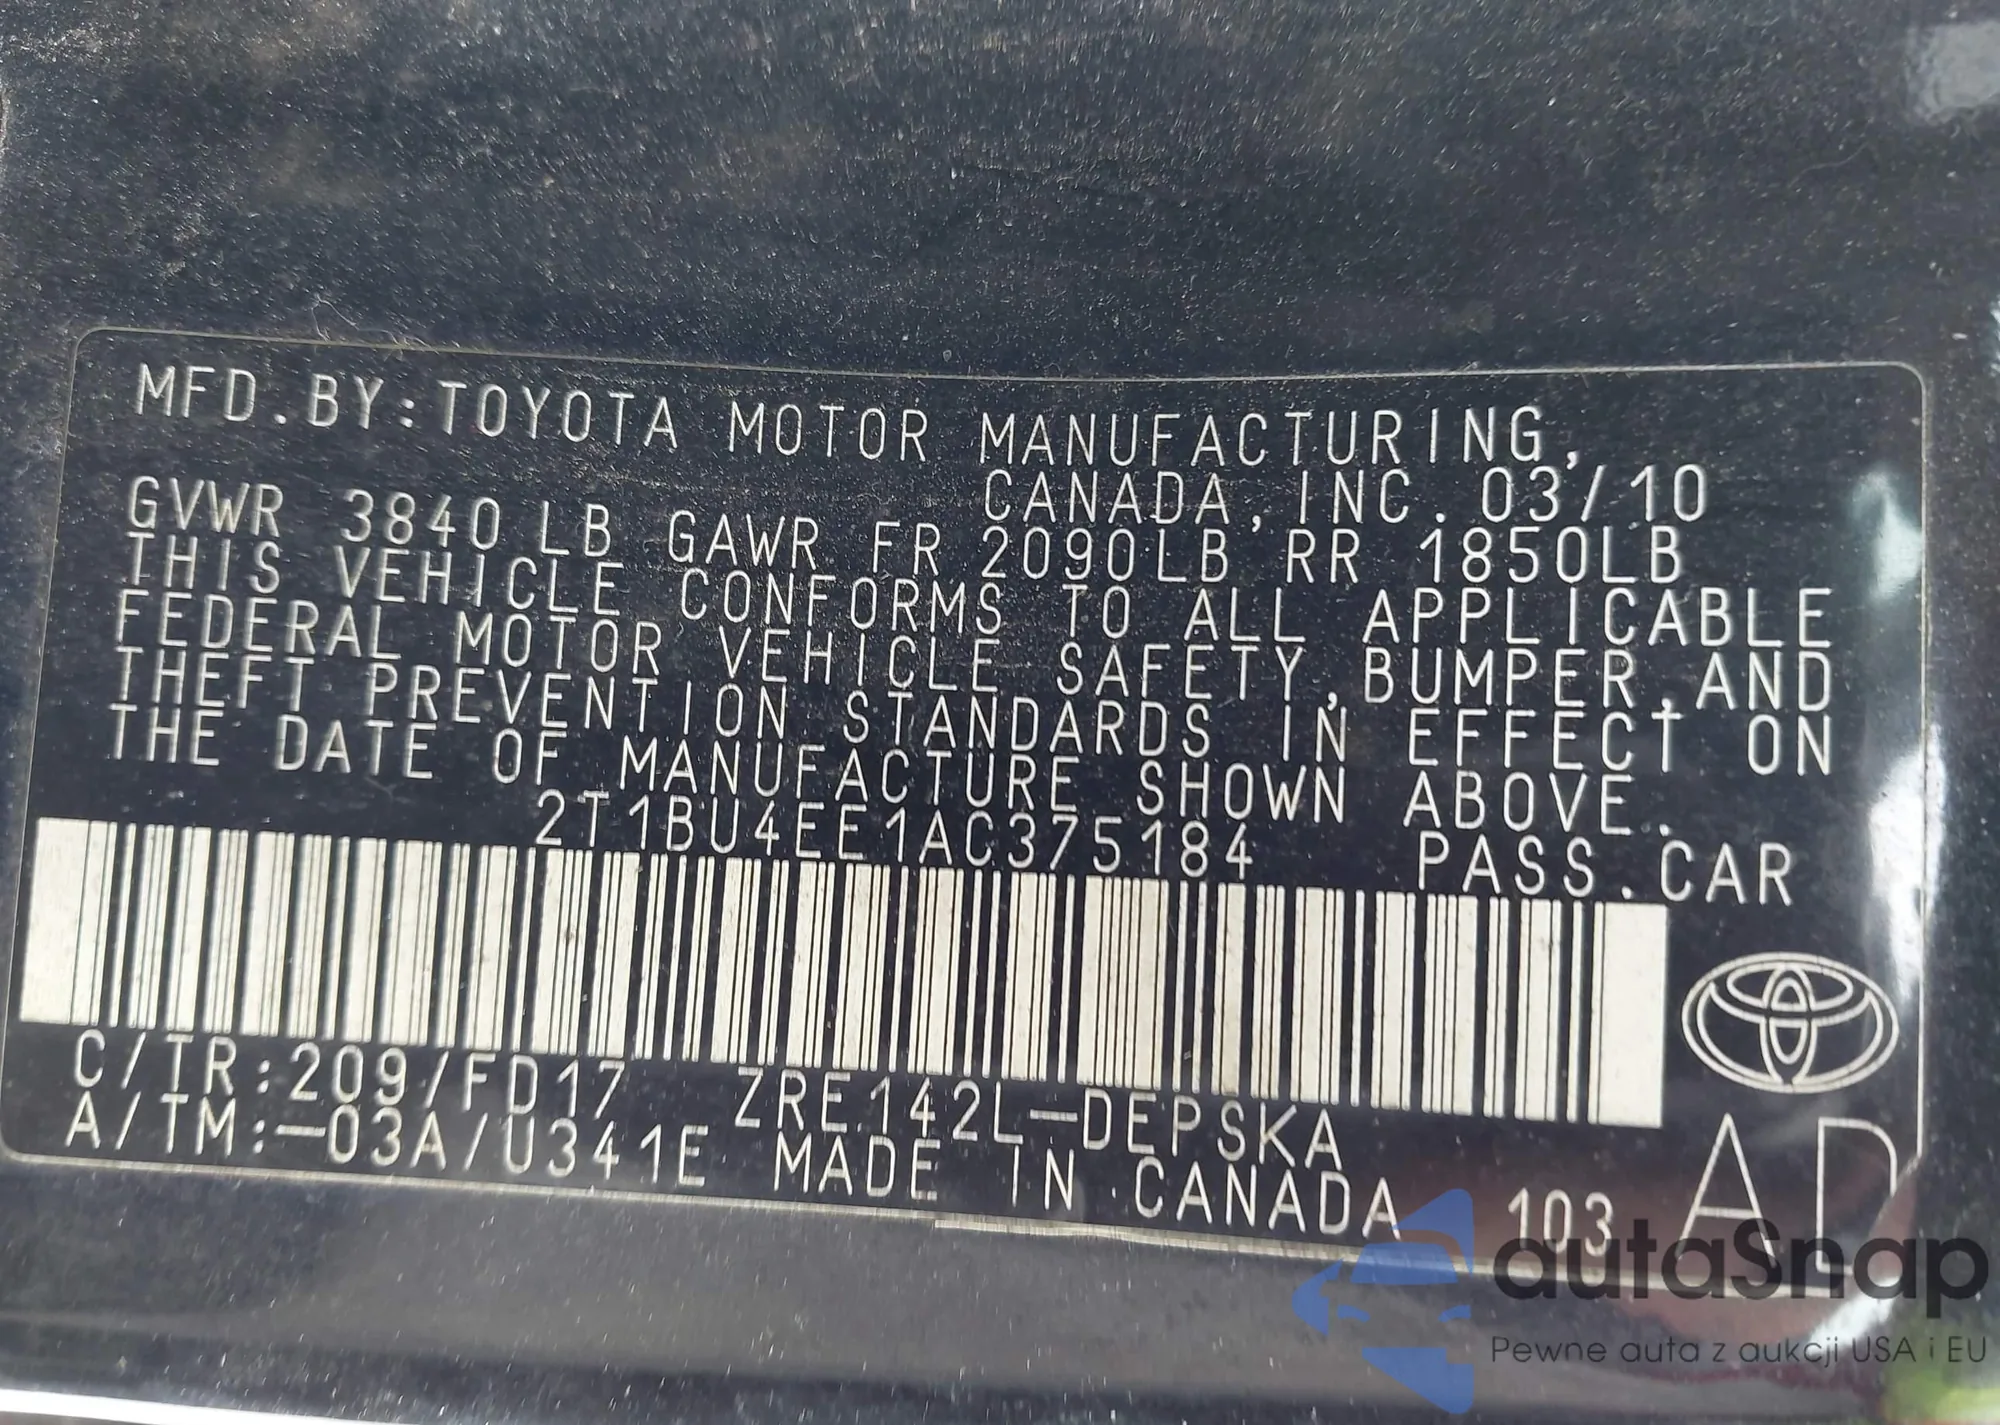 MFD.BY:TOYOTA MOTOR MANUFACTURING,
CANADA,INC. 03/10
GVWR 3840 LB GAWR FR 2090LB RR 1850LB
THIS VEHICLE CONFORMS TO ALL APPLICABLE
FEDERAL MOTOR VEHICLE SAFETY,BUMPER,AND
THEFT PREVENTION STANDARDS IN EFFECT ON
THE DATE OF MANUFACTURE SHOWN ABOVE.
2T1BU4EE1AC375184 PASS.CAR
C/TR:209/FD17 ZRE142L-DEPSKA
A/TM:-03A/U341E MADE IN CANADA 103 AD
autaSnap
Pewne auta z aukcji USA i EU